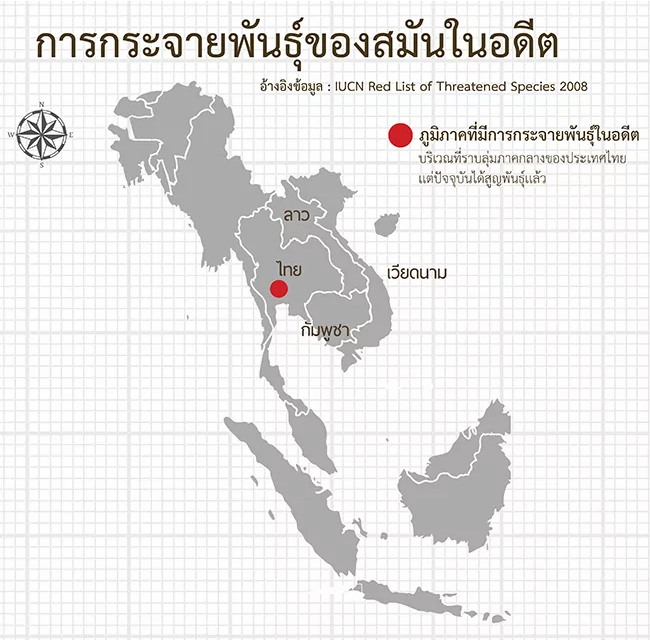 การกระจายพันธุ์ของสมันในอดีต
อ้างอิงข้อมูล : IUCN Red List of Threatened Species 2008
N
W E
S
ภูมิภาคที่มีการกระจายพันธุ์ในอดีต
บริเวณที่ราบลุ่มภาคกลางของประเทศไทย
แต่ปัจจุบันได้สูญพันธุ์แล้ว
ลาว
ไทย
เวียดนาม
กัมพูชา